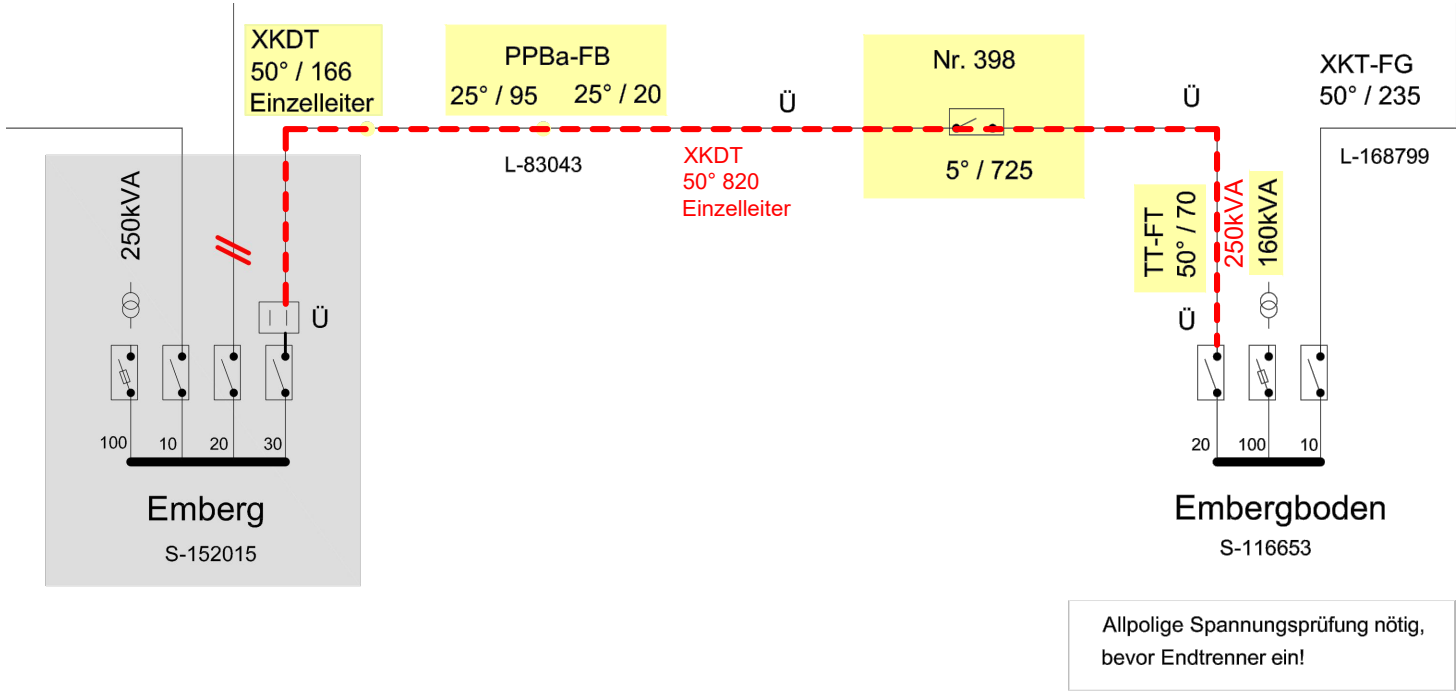 XKDT
50° / 166
Einzelleiter
PPBa-FB
25° / 95 25° / 20
Ü
Nr. 398
5° / 725
Ü
XKT-FG
50° / 235
L-83043
XKDT
50° 820
Einzelleiter
L-168799
250kVA
TT-FT
50° / 70
250kVA
160kVA
Ü
Ü
100 10 20 30
20 100 10
Emberg
S-152015
Embergboden
S-116653
Allpolige Spannungsprüfung nötig,
bevor Endtrenner ein!